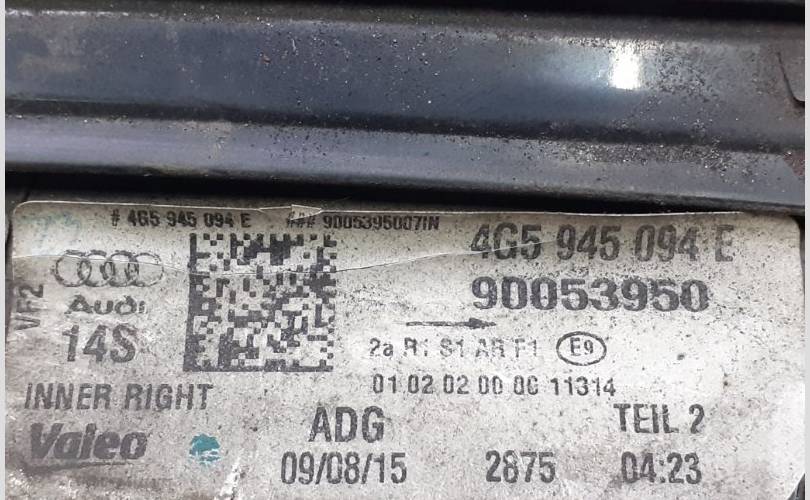 # 4G5 945 094 E ### 9005395007IN
4G5 945 094 E
90053950
VF2
Audi
14S
2a R1 S1 AR F1 E9
01 02 02 00 00 11314
INNER RIGHT
Valeo
ADG
TEIL 2
09/08/15 2875 04:23